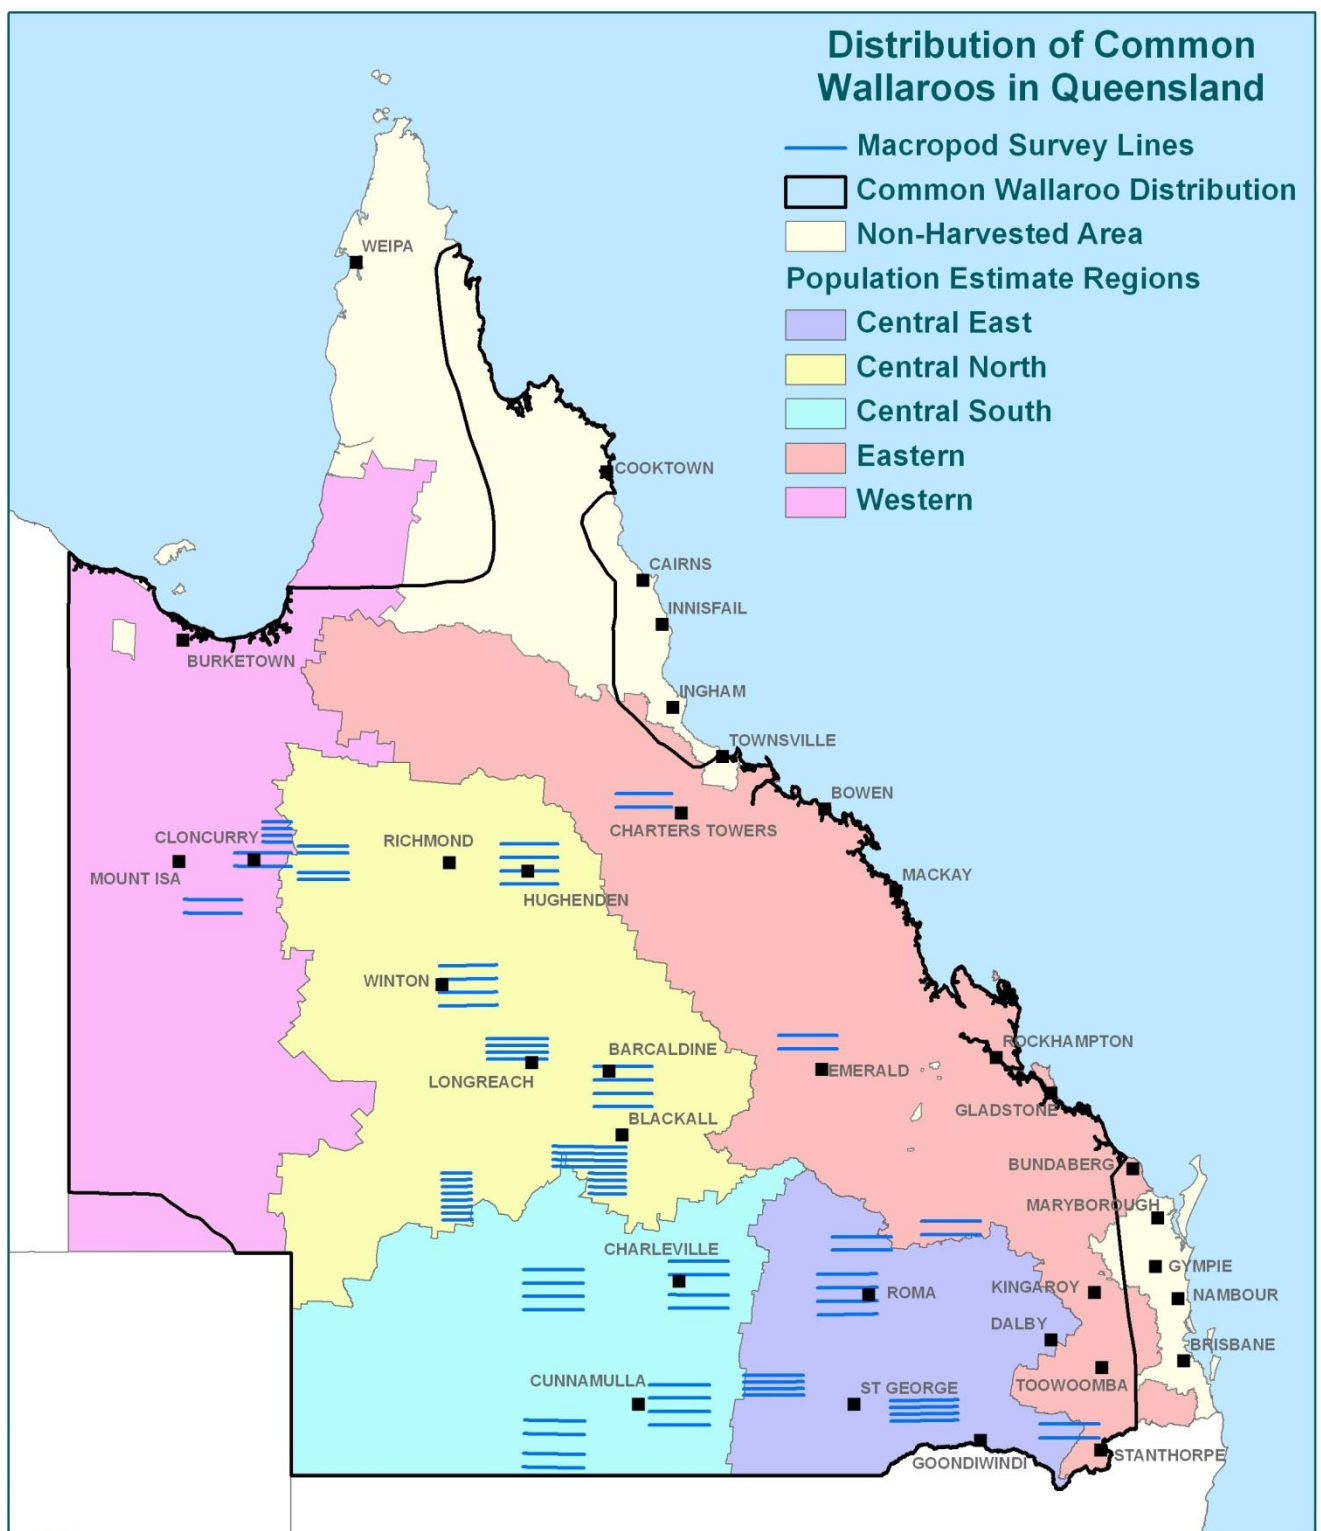 Distribution of Common
Wallaroos in Queensland
Macropod Survey Lines
Common Wallaroo Distribution
Non-Harvested Area
Population Estimate Regions
Central East
Central North
Central South
Eastern
Western
WEIPA
COOKTOWN
CAIRNS
INNISFAIL
BURKETOWN
INGHAM
TOWNSVILLE
BOWEN
CHARTERS TOWERS
CLONCURRY
RICHMOND
MOUNT ISA
MACKAY
HUGHENDEN
WINTON
ROCKHAMPTON
BARCALDINE
EMERALD
LONGREACH
GLADSTONE
BLACKALL
BUNDABERG
MARYBOROUGH
CHARLEVILLE
GYMPIE
KINGAROY
ROMA
NAMBOUR
DALBY
BRISBANE
CUNNAMULLA
ST GEORGE
TOOWOOMBA
GOONDIWINDI
STANTHORPE